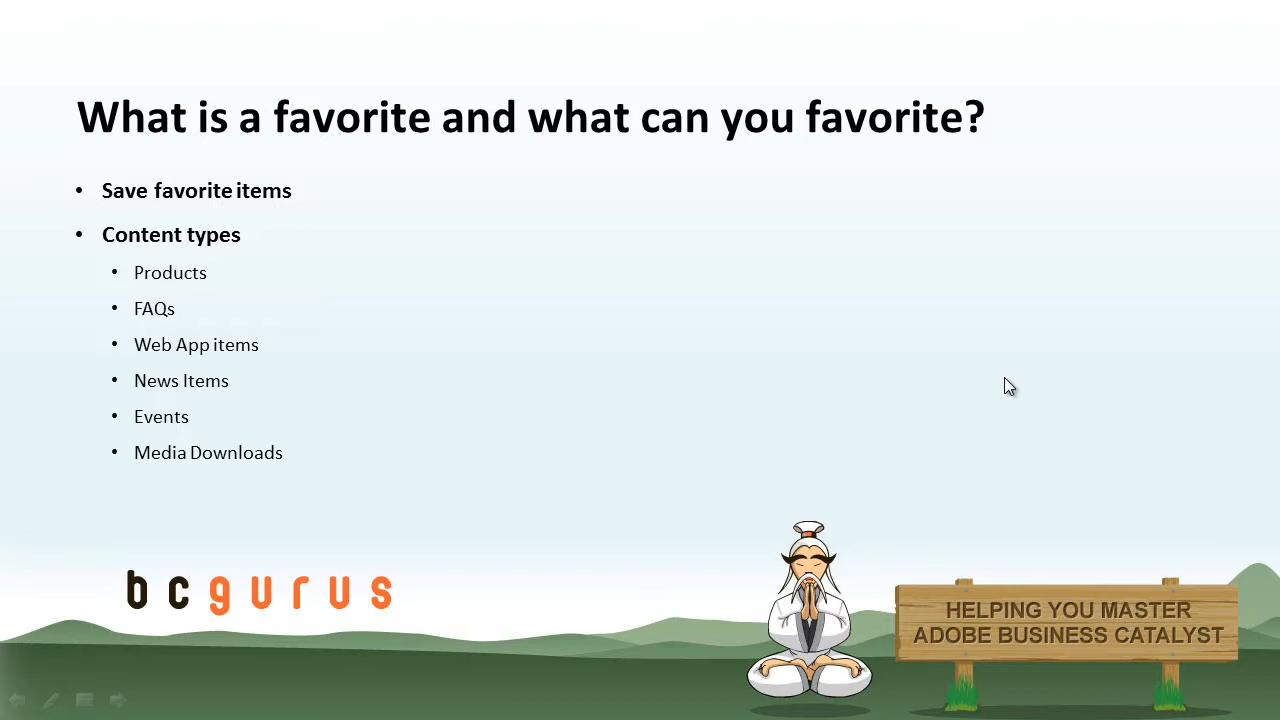 What is a favorite and what can you favorite?
• Save favorite items
• Content types
• Products
• FAQs
• Web App items
• News Items
• Events
• Media Downloads
bcgurus
HELPING YOU MASTER
ADOBE BUSINESS CATALYST